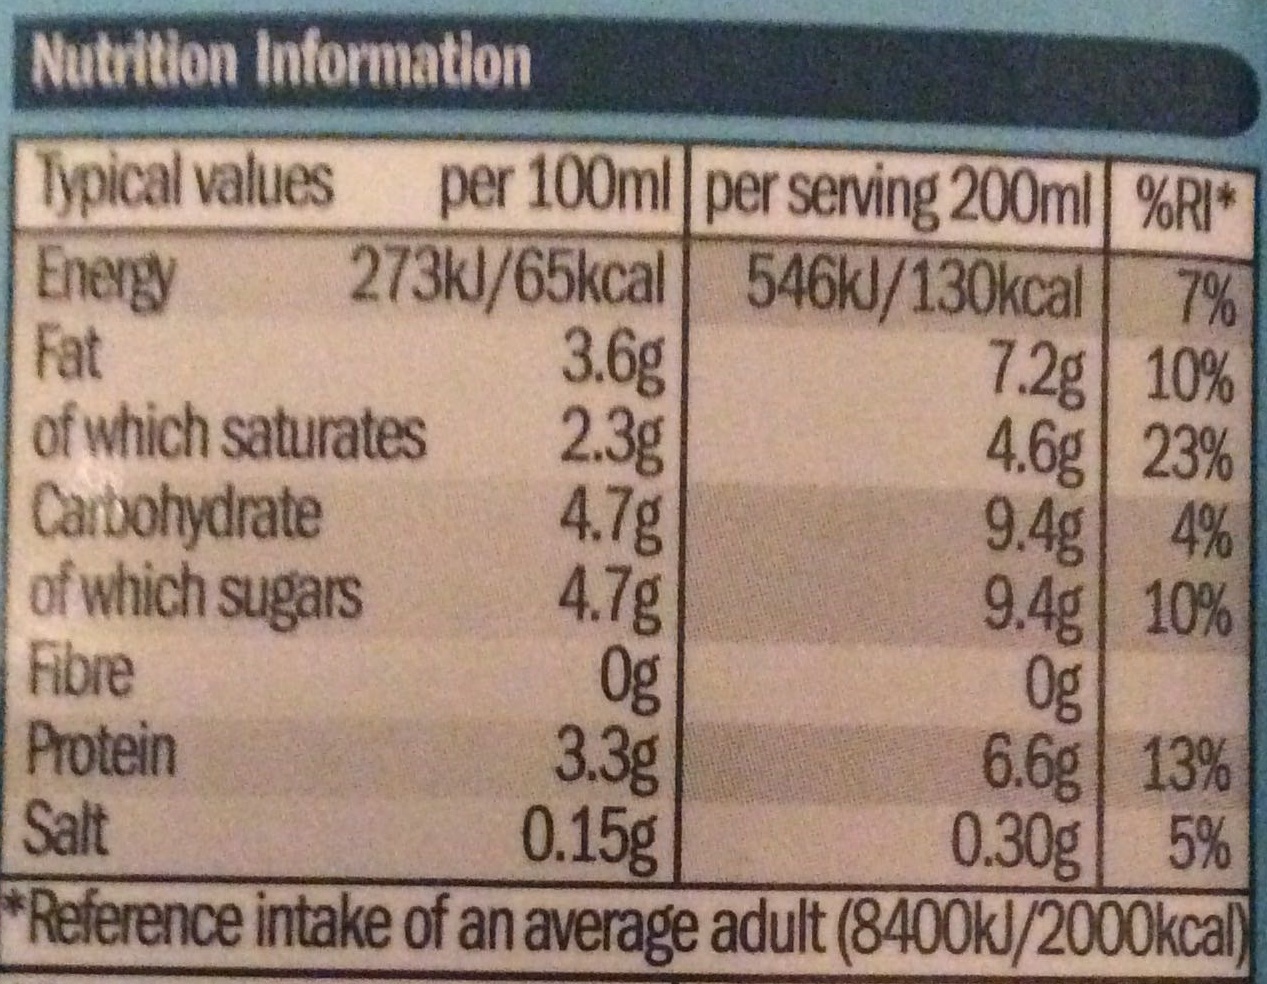 Nutrition Information
Typical values per 100ml per serving 200ml %RI*
Energy 273kJ/65kcal 546kJ/130kcal 7%
Fat 3.6g 7.2g 10%
of which saturates 2.3g 4.6g 23%
Carbohydrate 4.7g 9.4g 4%
of which sugars 4.7g 9.4g 10%
Fibre 0g 0g
Protein 3.3g 6.6g 13%
Salt 0.15g 0.30g 5%
*Reference intake of an average adult (8400kJ/2000kcal)